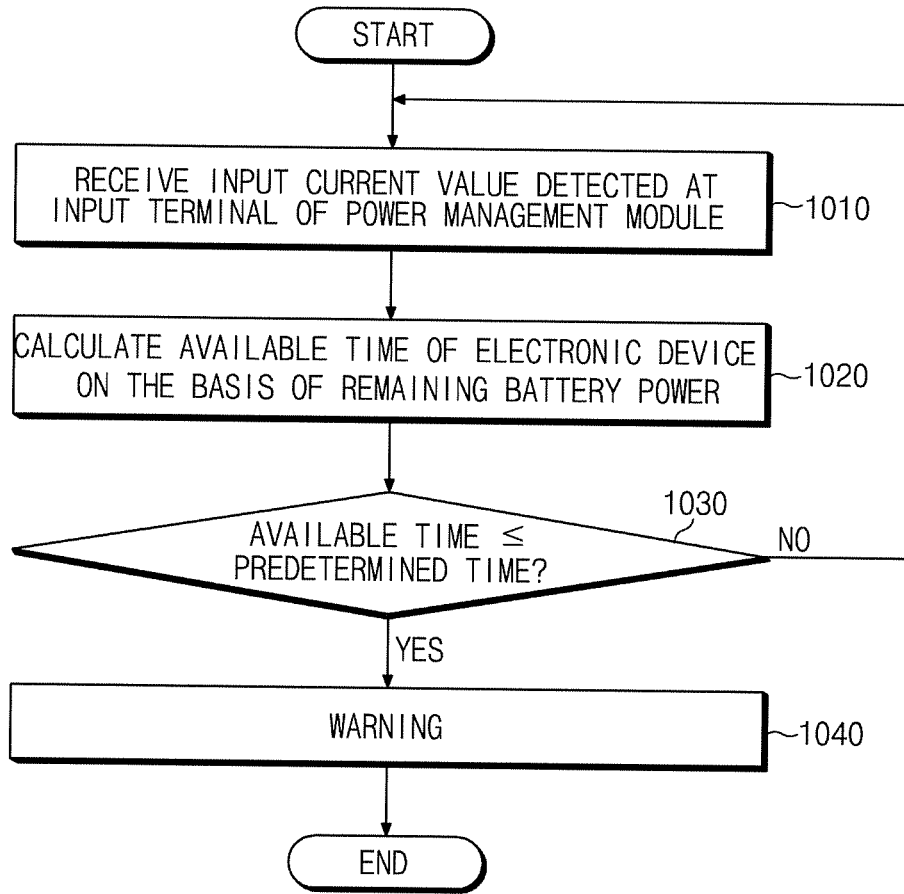 START
RECEIVE INPUT CURRENT VALUE DETECTED AT
INPUT TERMINAL OF POWER MANAGEMENT MODULE
1010
CALCULATE AVAILABLE TIME OF ELECTRONIC DEVICE
ON THE BASIS OF REMAINING BATTERY POWER
1020
1030
AVAILABLE TIME ≤
PREDETERMINED TIME?
NO
YES
WARNING
1040
END